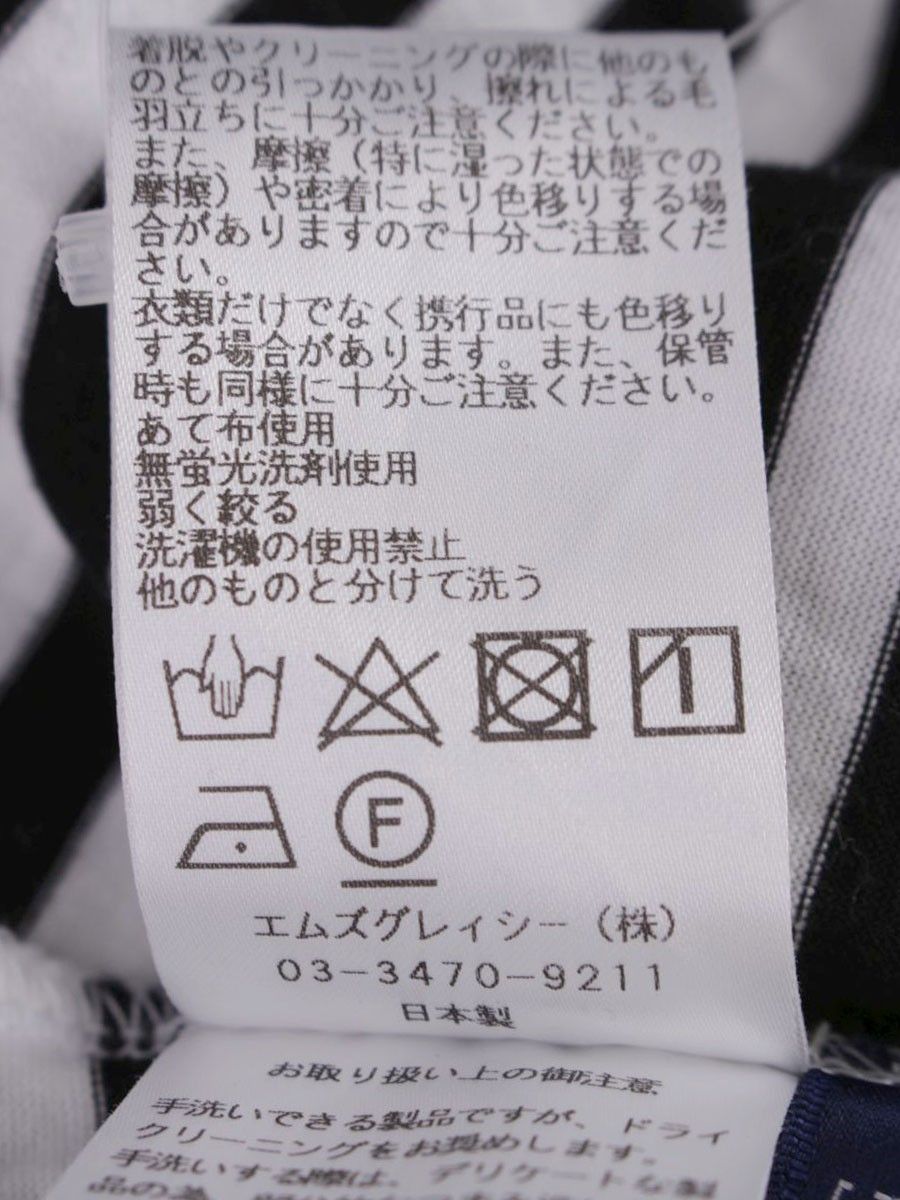 着脱やクリーニングの際に他のも
のとの引っかかり、擦れによる毛
羽立ちに十分ご注意ください。
また、摩擦（特に湿った状態での
摩擦）や密着により色移りする場
合がありますので十分ご注意くだ
さい。
衣類だけでなく携行品にも色移り
する場合があります。また、保管
時も同様に十分ご注意ください。
あて布使用
無蛍光洗剤使用
弱く絞る
洗濯機の使用禁止
他のものと分けて洗う
F
エムズグレイシー（株）
03-3470-9211
日本製
お取り扱い上の御注意
手洗いできる製品ですが、ドライ
クリーニングをお奨めします。
手洗いする際は、デリケートな製
品の為、